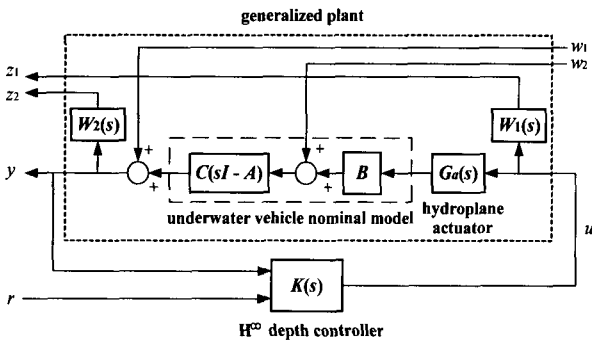 generalized plant
w1
z1
w2
z2
W2(s)
W1(s)
+
+
y
+
C(sI - A)
+
B
Ga(s)
underwater vehicle nominal model
hydroplane
actuator
u
K(s)
r
H∞ depth controller